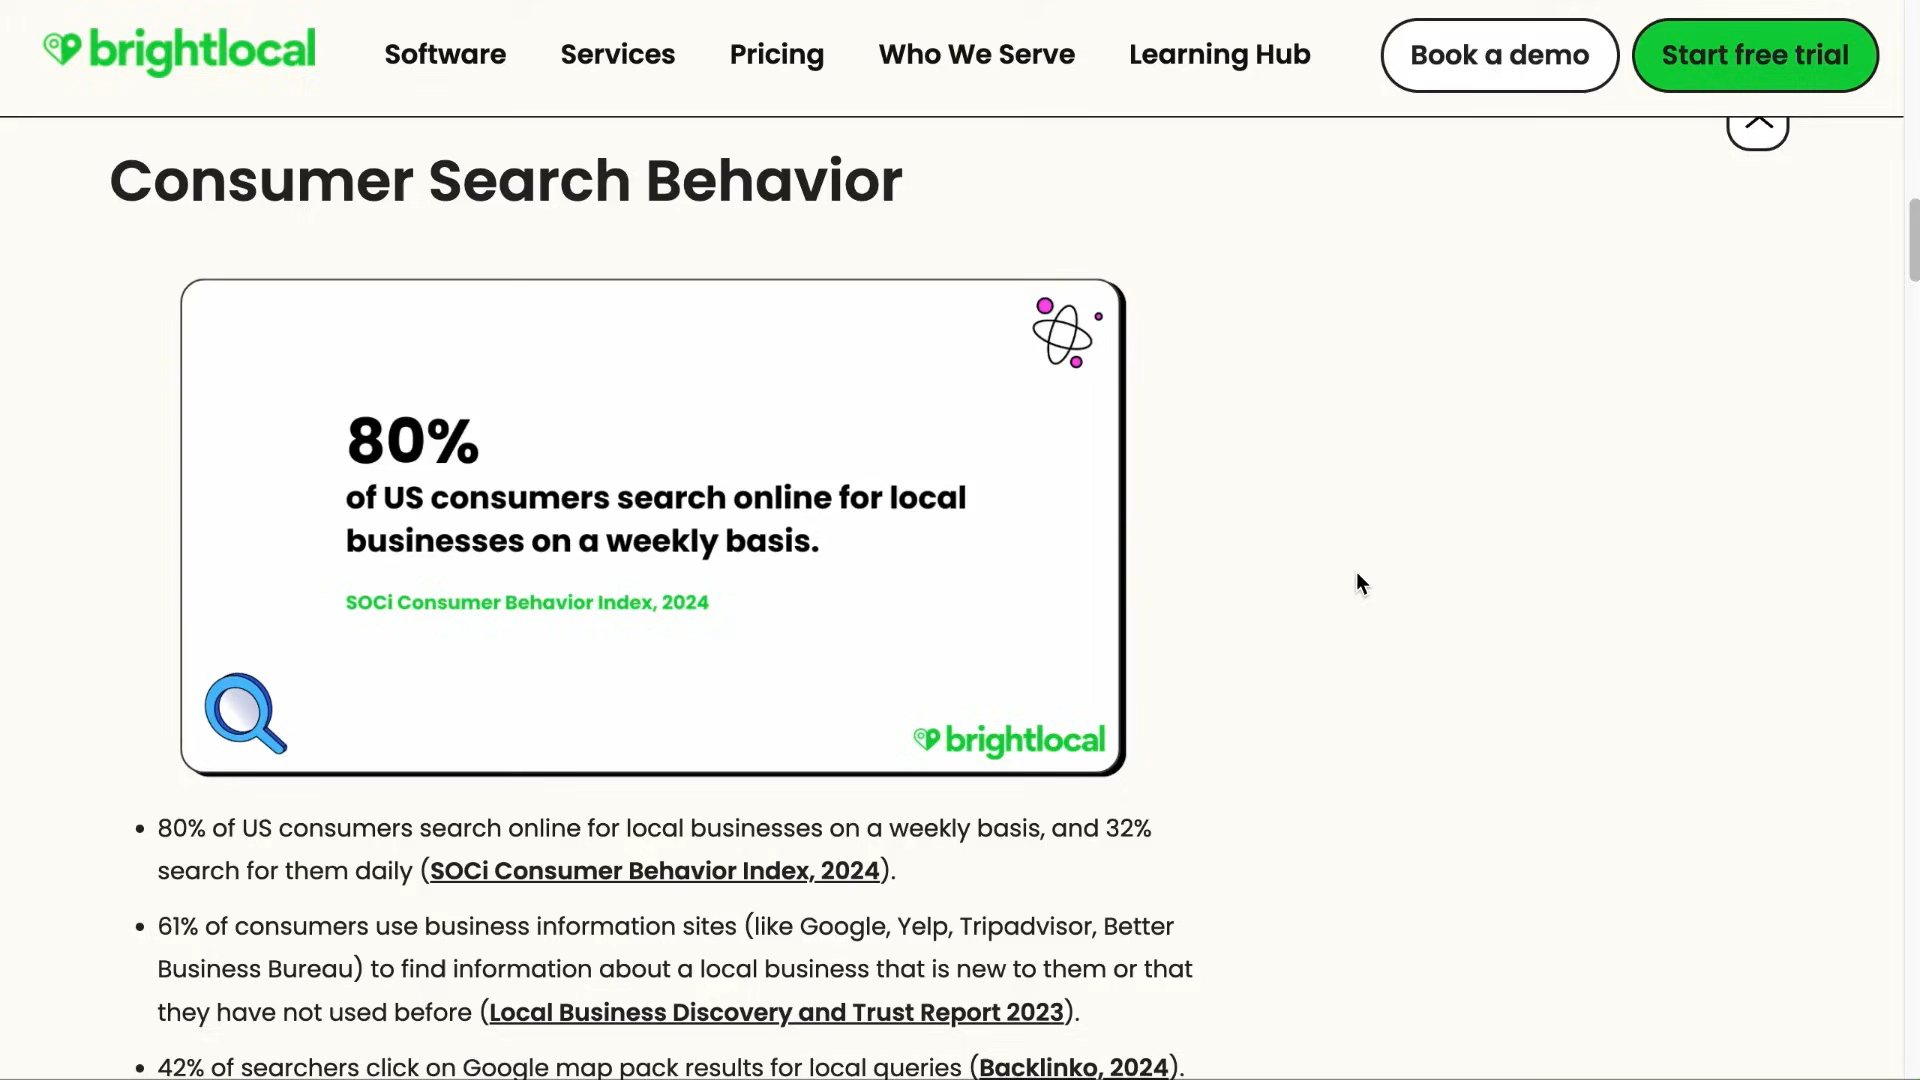 brightlocal
Software
Services
Pricing
Who We Serve
Learning Hub
Book a demo
Start free trial
Consumer Search Behavior
80%
of US consumers search online for local
businesses on a weekly basis.
SOCi Consumer Behavior Index, 2024
brightlocal
• 80% of US consumers search online for local businesses on a weekly basis, and 32%
search for them daily (SOCi Consumer Behavior Index, 2024).
• 61% of consumers use business information sites (like Google, Yelp, Tripadvisor, Better
Business Bureau) to find information about a local business that is new to them or that
they have not used before (Local Business Discovery and Trust Report 2023).
• 42% of searchers click on Google map pack results for local queries (Backlinko, 2024).